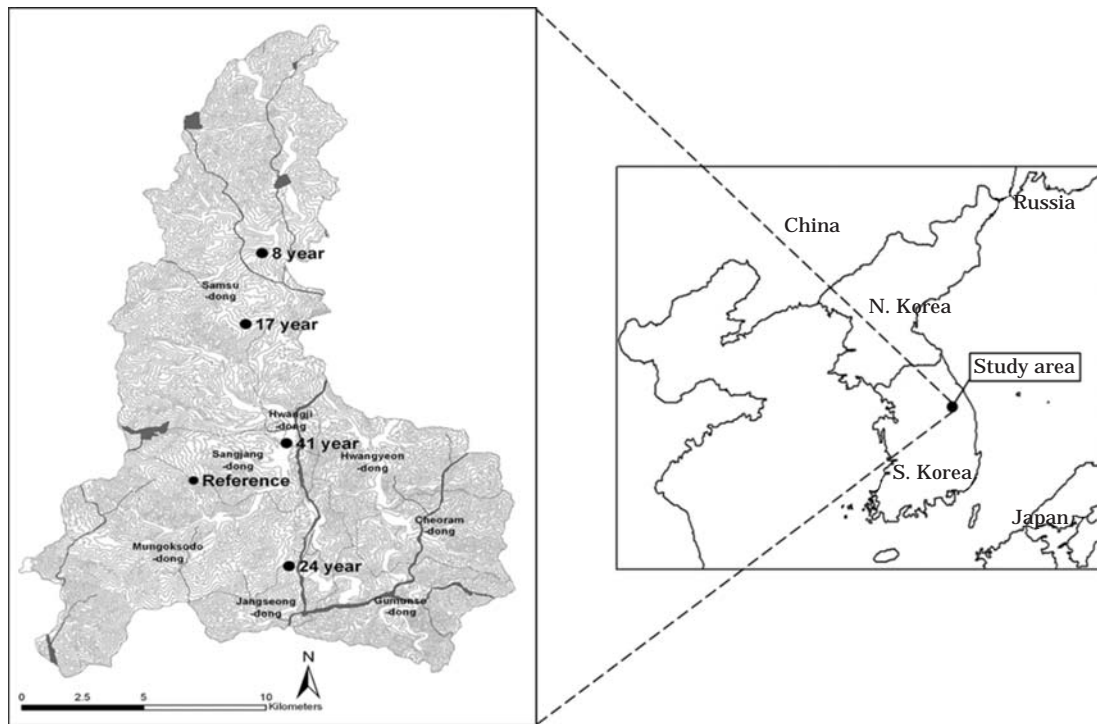 8 year
Samsu
-dong
17 year
Hwangji
-dong
41 year
Sangjang
-dong
Hwangyeon
-dong
Reference
Cheoram
-dong
Mungoksodo
-dong
24 year
Jangseong
-dong
Gumunso
-dong
N
0 2.5 5 10
Kilometers
China
Russia
N. Korea
Study area
S. Korea
Japan